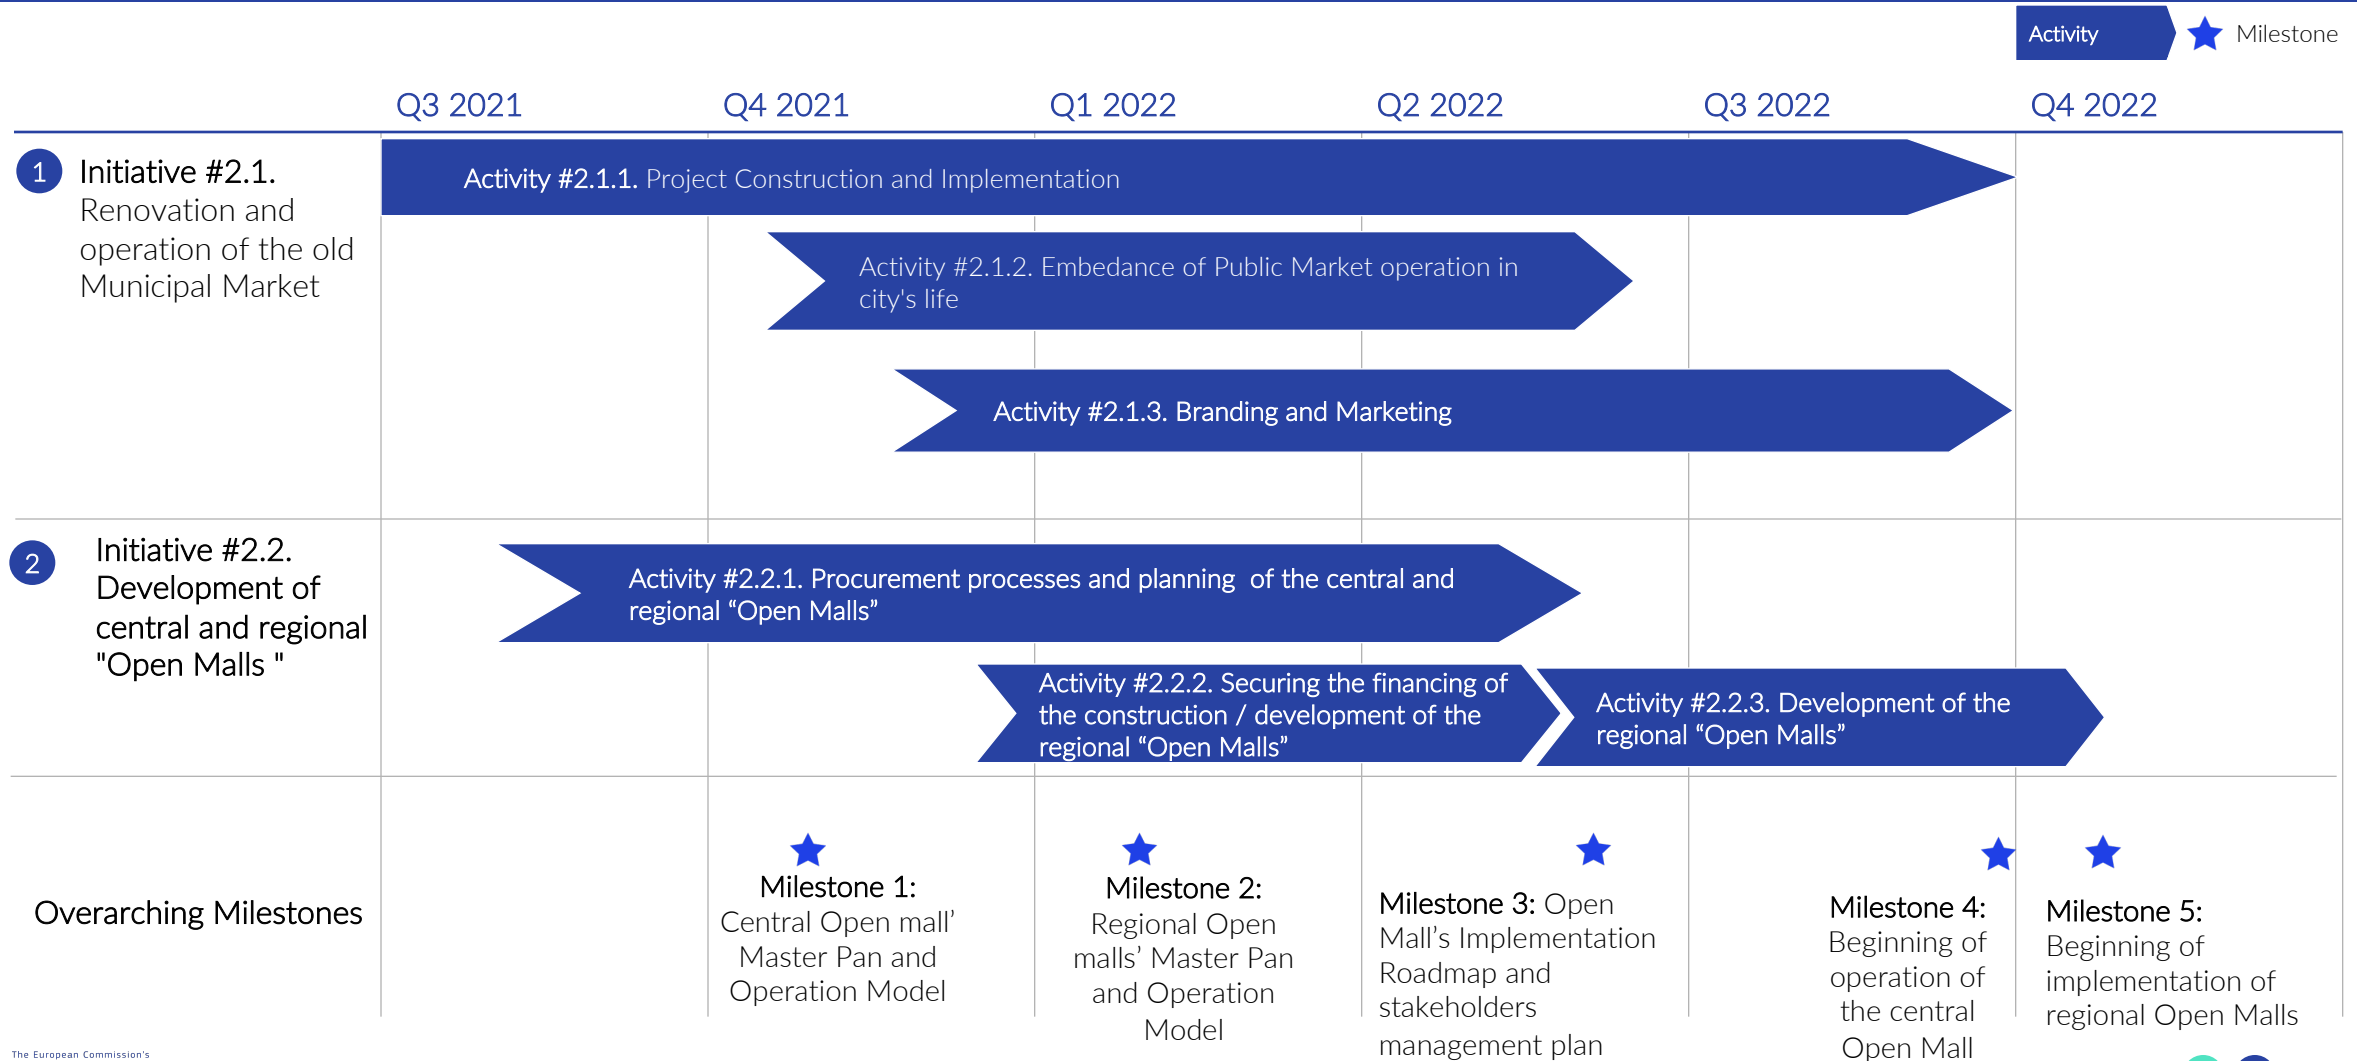 Activity
Milestone
Q3 2021
Q4 2021
Q1 2022
Q2 2022
Q3 2022
Q4 2022
1
Initiative #2.1.
Renovation and
operation of the old
Municipal Market
Activity #2.1.1. Project Construction and Implementation
Activity #2.1.2. Embedance of Public Market operation in
city's life
Activity #2.1.3. Branding and Marketing
2
Initiative #2.2.
Development of
central and regional
"Open Malls "
Activity #2.2.1. Procurement processes and planning  of the central and
regional “Open Malls”
Activity #2.2.2. Securing the financing of
the construction / development of the
regional “Open Malls”
Activity #2.2.3. Development of the
regional “Open Malls”
Overarching Milestones
Milestone 1:
Central Open mall’
Master Pan and
Operation Model
Milestone 2:
Regional Open
malls’ Master Pan
and Operation
Model
Milestone 3: Open
Mall’s Implementation
Roadmap and
stakeholders
management plan
Milestone 4:
Beginning of
operation of
the central
Open Mall
Milestone 5:
Beginning of
implementation of
regional Open Malls
The European Commission's